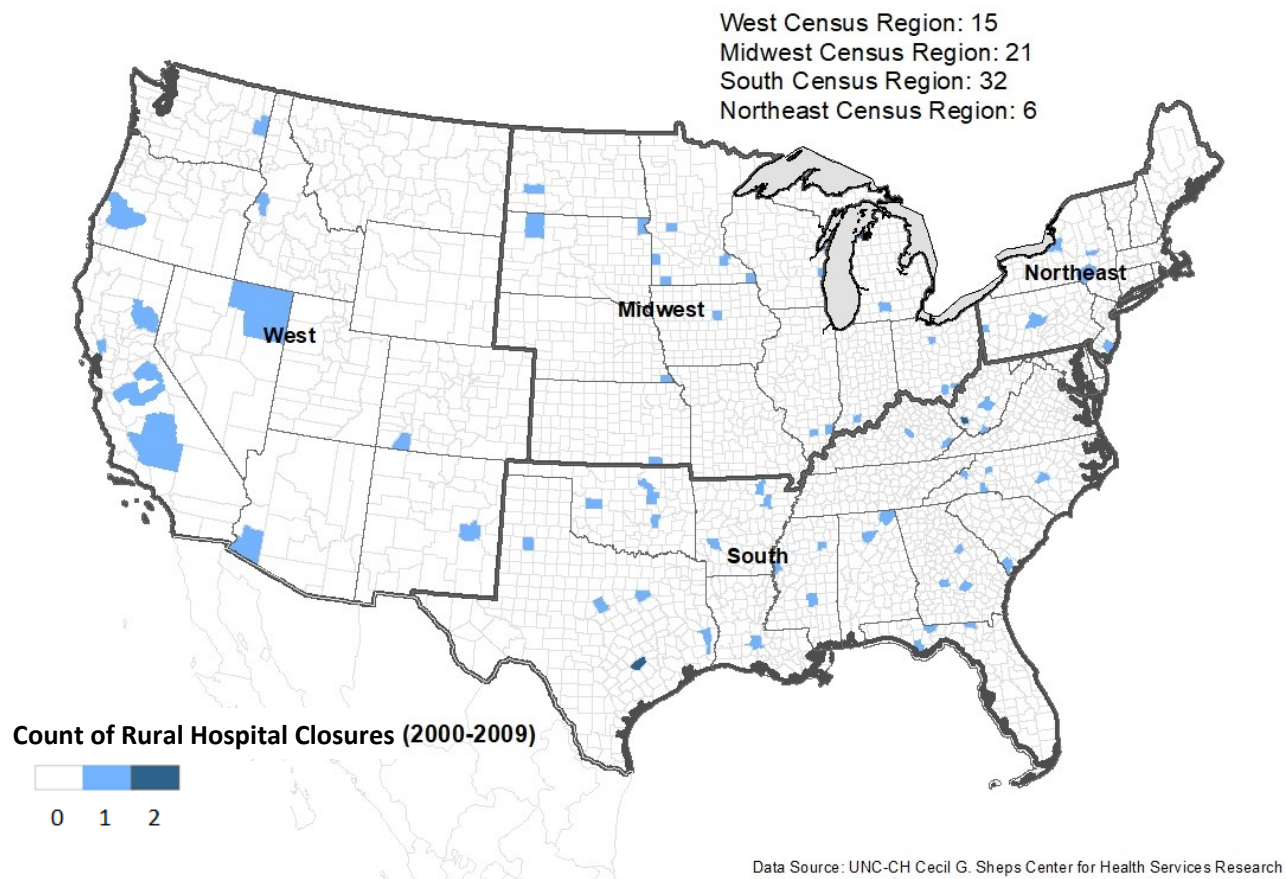 West Census Region: 15
Midwest Census Region: 21
South Census Region: 32
Northeast Census Region: 6
Northeast
Midwest
West
South
Count of Rural Hospital Closures (2000-2009)
0 1 2
Data Source: UNC-CH Cecil G. Sheps Center for Health Services Research